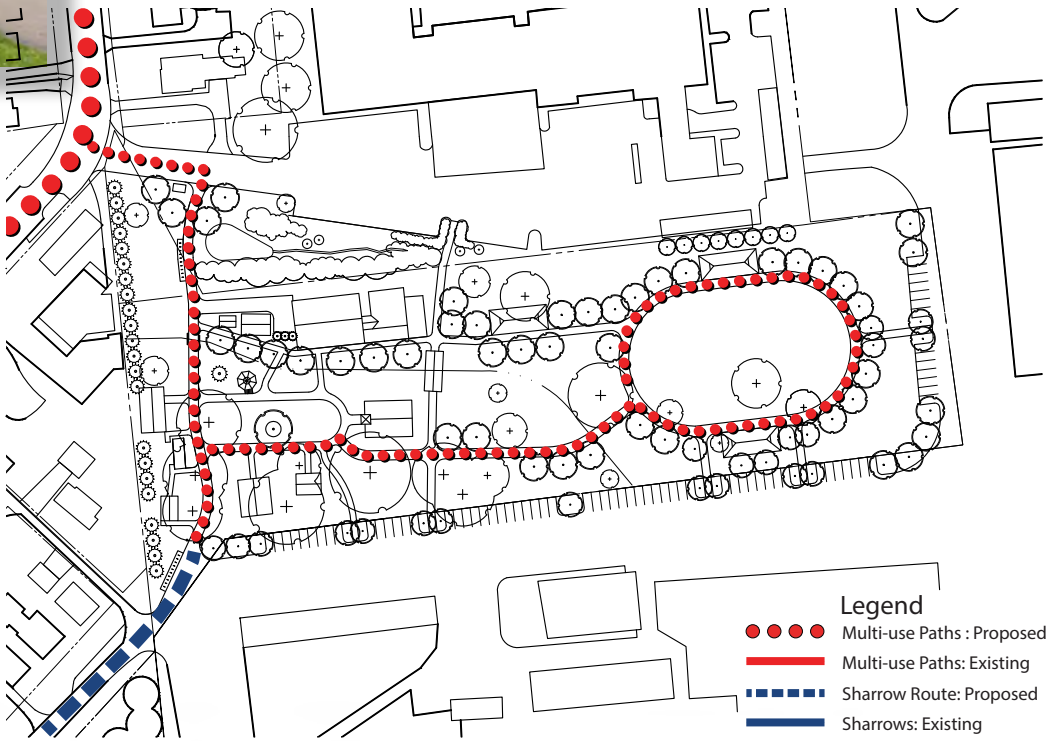 Legend
Multi-use Paths : Proposed
Multi-use Paths: Existing
Sharrow Route: Proposed
Sharrows: Existing